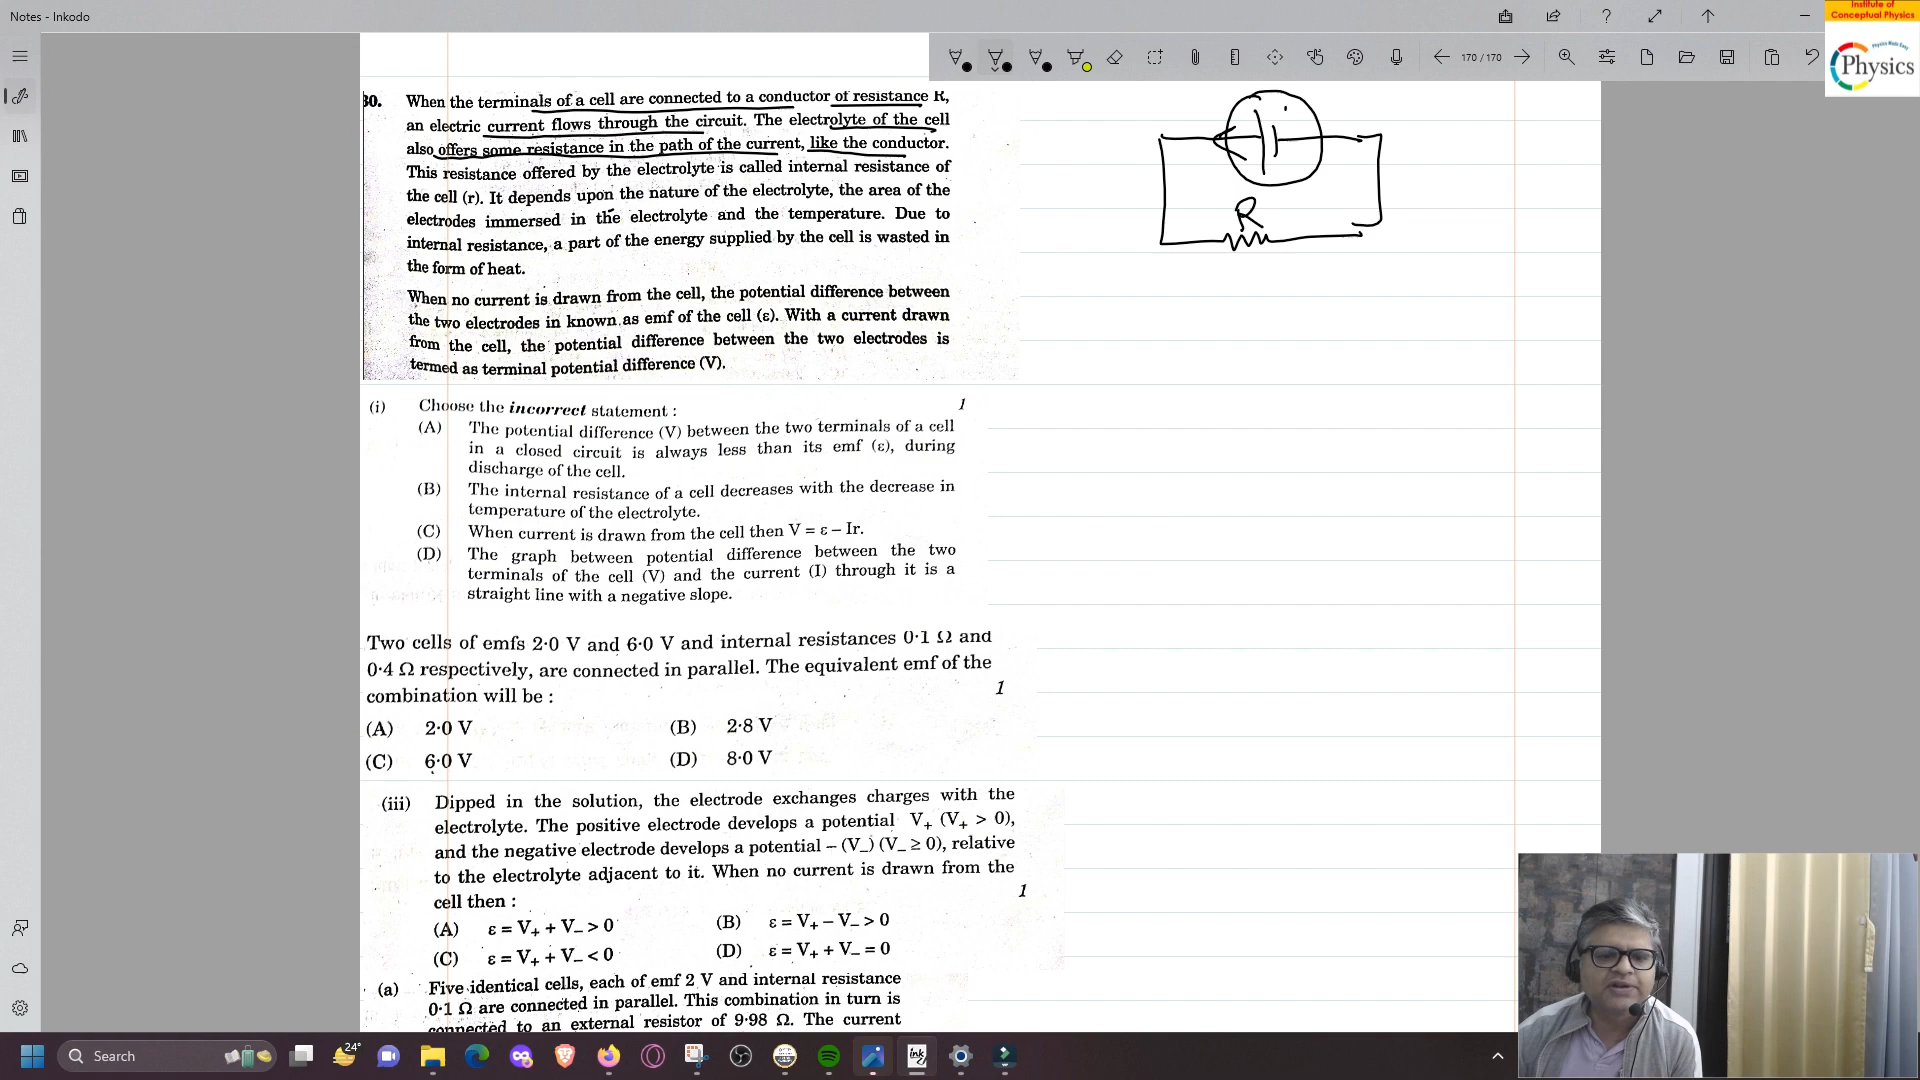 Notes - Inkodo
Institute of
Conceptual Physics
Physics Made Easy
Physics
170 / 170
30. When the terminals of a cell are connected to a conductor of resistance R,
an electric current flows through the circuit. The electrolyte of the cell
also offers some resistance in the path of the current, like the conductor.
This resistance offered by the electrolyte is called internal resistance of
the cell (r). It depends upon the nature of the electrolyte, the area of the
electrodes immersed in the electrolyte and the temperature. Due to
internal resistance, a part of the energy supplied by the cell is wasted in
the form of heat.
When no current is drawn from the cell, the potential difference between
the two electrodes in known as emf of the cell (ε). With a current drawn
from the cell, the potential difference between the two electrodes is
termed as terminal potential difference (V).
R
(i) Choose the incorrect statement : 1
(A) The potential difference (V) between the two terminals of a cell
in a closed circuit is always less than its emf (ε), during
discharge of the cell.
(B) The internal resistance of a cell decreases with the decrease in
temperature of the electrolyte.
(C) When current is drawn from the cell then V = ε – Ir.
(D) The graph between potential difference between the two
terminals of the cell (V) and the current (I) through it is a
straight line with a negative slope.
Two cells of emfs 2·0 V and 6·0 V and internal resistances 0·1 Ω and
0·4 Ω respectively, are connected in parallel. The equivalent emf of the
combination will be : 1
(A) 2·0 V (B) 2·8 V
(C) 6·0 V (D) 8·0 V
(iii) Dipped in the solution, the electrode exchanges charges with the
electrolyte. The positive electrode develops a potential V₊ (V₊ > 0),
and the negative electrode develops a potential – (V₋) (V₋ ≥ 0), relative
to the electrolyte adjacent to it. When no current is drawn from the
cell then : 1
(A) ε = V₊ + V₋ > 0 (B) ε = V₊ – V₋ > 0
(C) ε = V₊ + V₋ < 0 (D) ε = V₊ + V₋ = 0
(a) Five identical cells, each of emf 2 V and internal resistance
0·1 Ω are connected in parallel. This combination in turn is
connected to an external resistor of 9·98 Ω. The current
Search
24°
ink